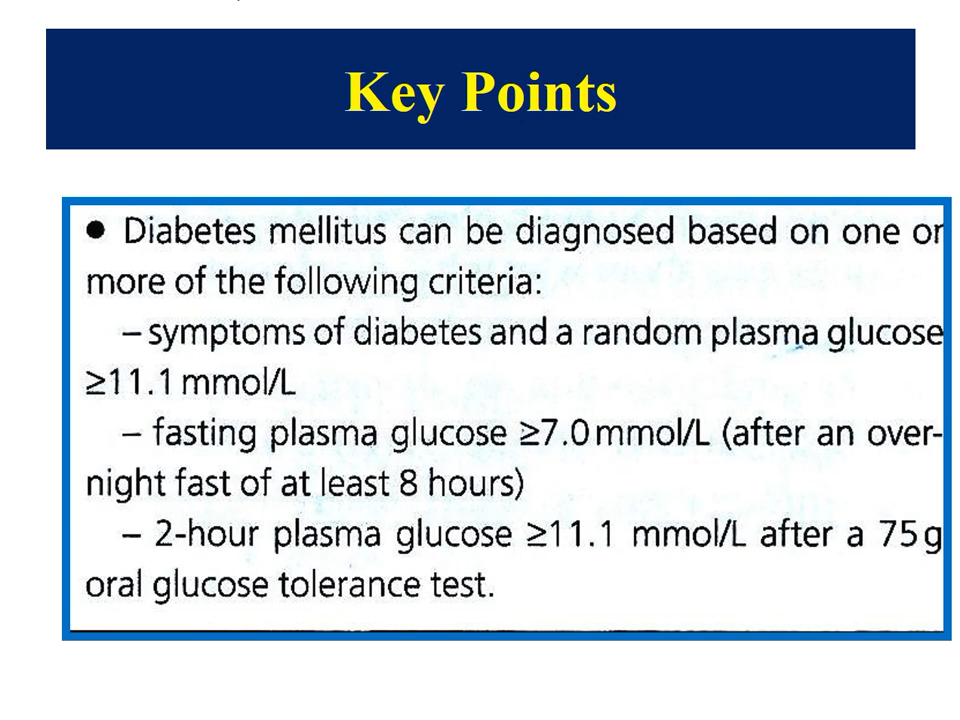 Key Points
● Diabetes mellitus can be diagnosed based on one or
more of the following criteria:
– symptoms of diabetes and a random plasma glucose
≥11.1 mmol/L
– fasting plasma glucose ≥7.0 mmol/L (after an over-
night fast of at least 8 hours)
– 2-hour plasma glucose ≥11.1 mmol/L after a 75 g
oral glucose tolerance test.